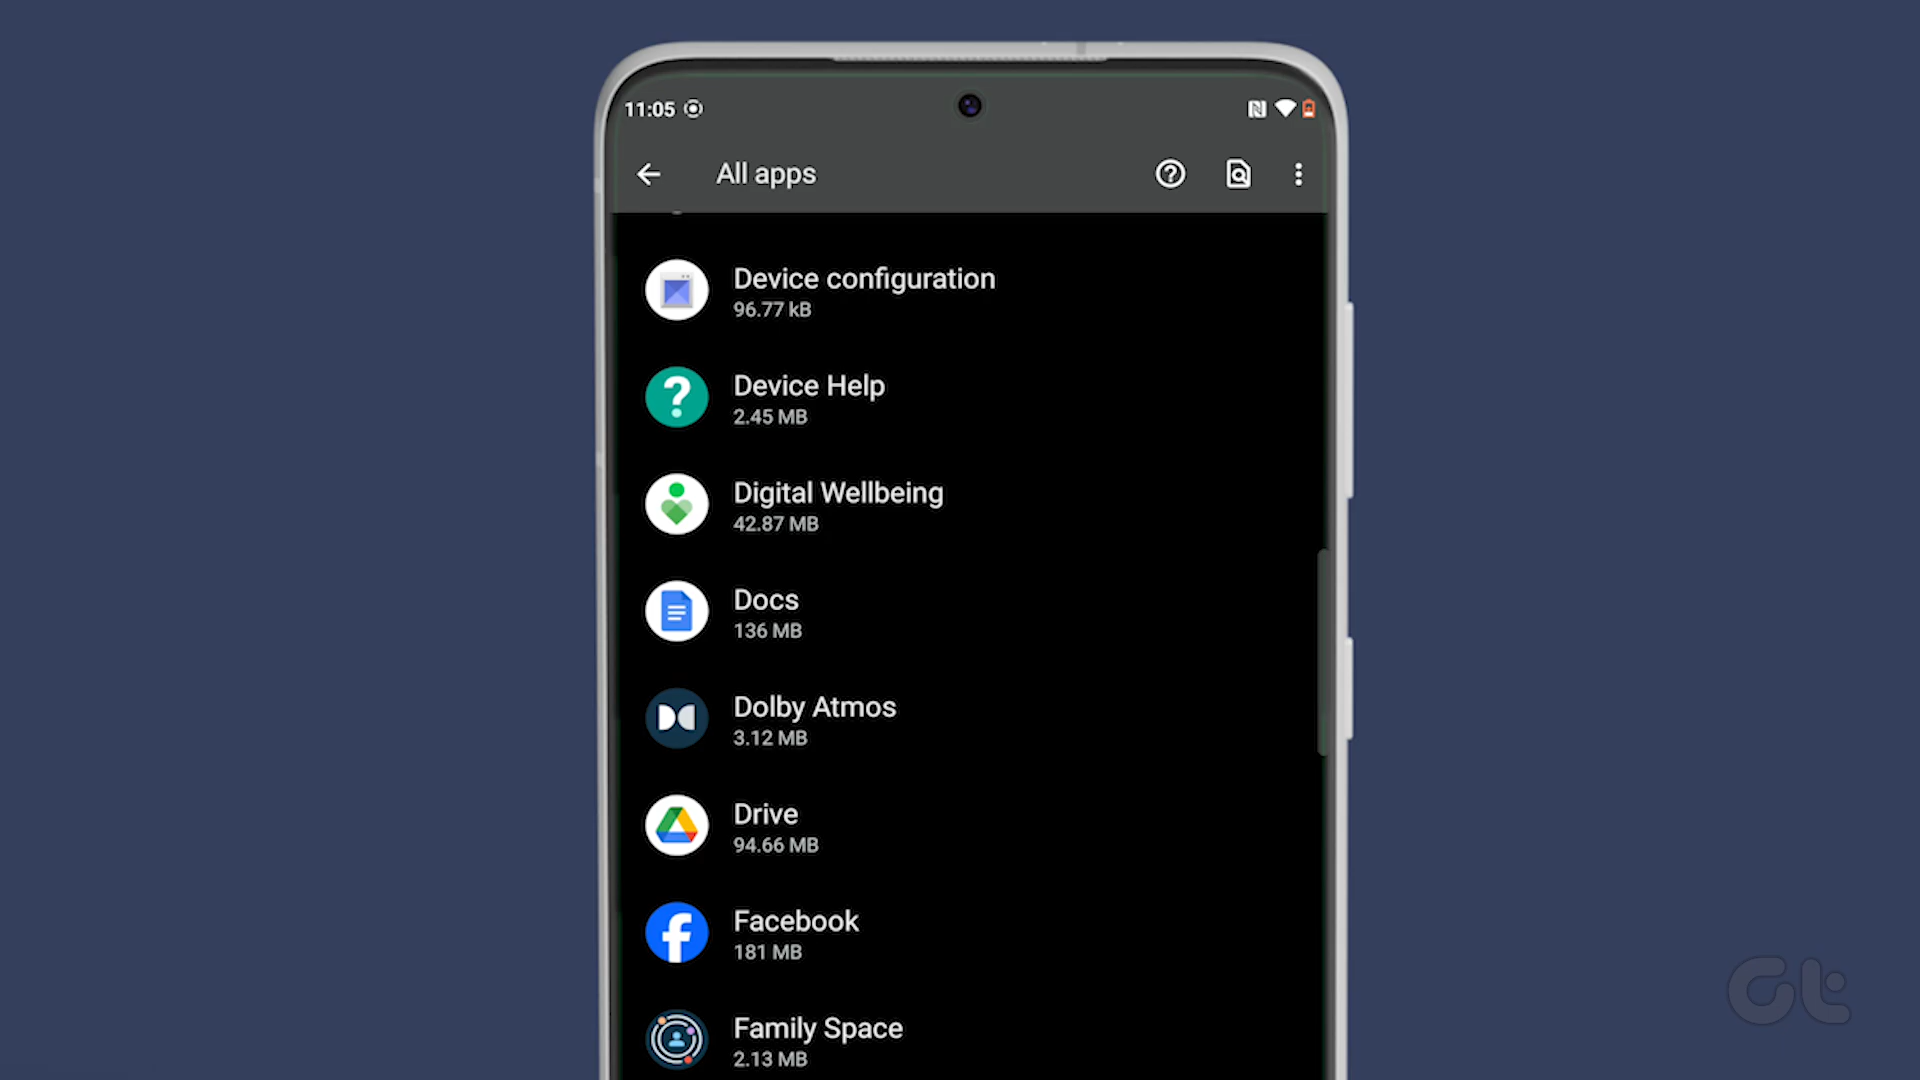 11:05
All apps
Device configuration
96.77 kB
Device Help
2.45 MB
Digital Wellbeing
42.87 MB
Docs
136 MB
Dolby Atmos
3.12 MB
Drive
94.66 MB
Facebook
181 MB
Family Space
2.13 MB
Gt